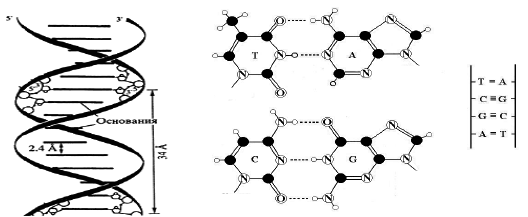 5' 3'
Основания
2.4 Å
34 Å
O N N
T N A N
N N
O
N O N
C N N G N
N N
O N
T = A
C ≡ G
G ≡ C
A = T